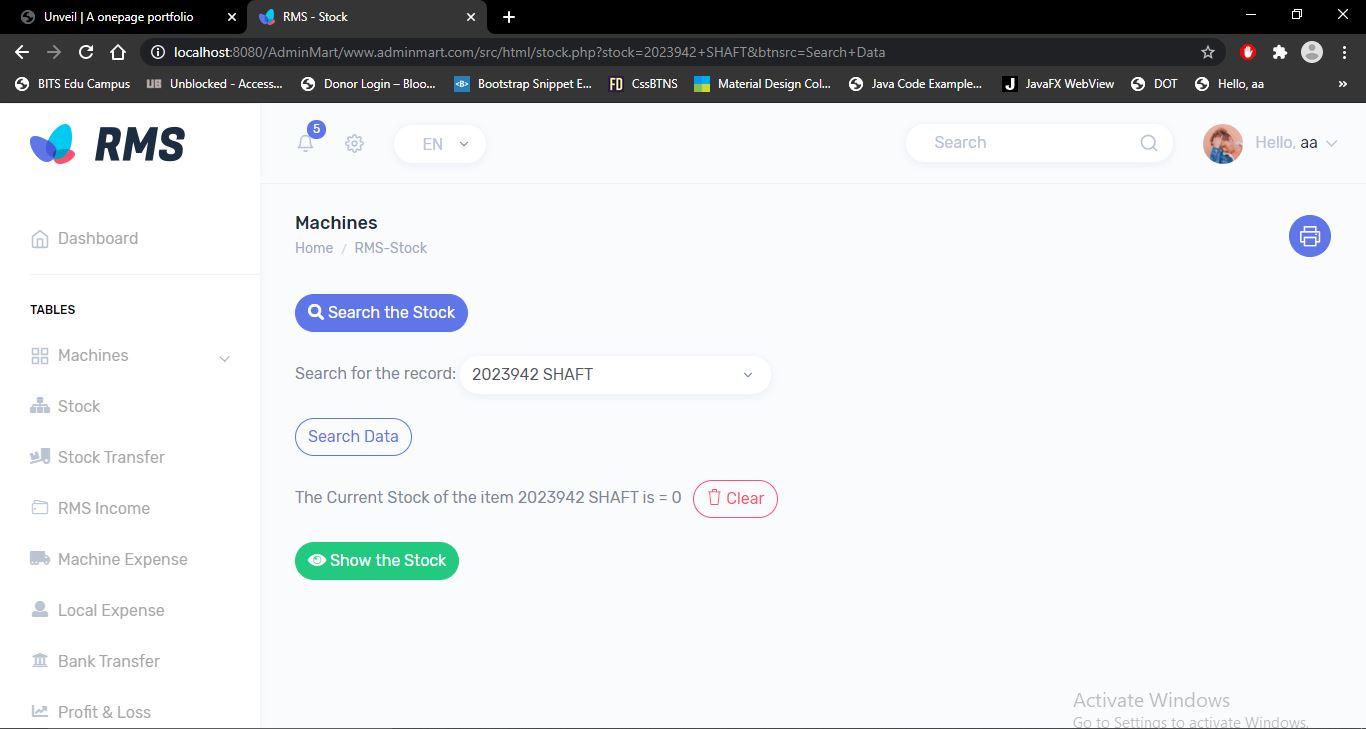 Unveil | A onepage portfolio
RMS - Stock
localhost:8080/AdminMart/www.adminmart.com/src/html/stock.php?stock=2023942+SHAFT&btnsrc=Search+Data
BITS Edu Campus
UB
Unblocked - Access...
Donor Login – Bloo...
<B>
Bootstrap Snippet E...
FD
CssBTNS
Material Design Col...
Java Code Example...
J
JavaFX WebView
DOT
Hello, aa
»
RMS
5
EN
Search
Hello, aa
Dashboard
TABLES
Machines
Stock
Stock Transfer
RMS Income
Machine Expense
Local Expense
Bank Transfer
Profit & Loss
Machines
Home / RMS-Stock
Search the Stock
Search for the record: 2023942 SHAFT
Search Data
The Current Stock of the item 2023942 SHAFT is = 0 Clear
Show the Stock
Activate Windows
Go to Settings to activate Windows.